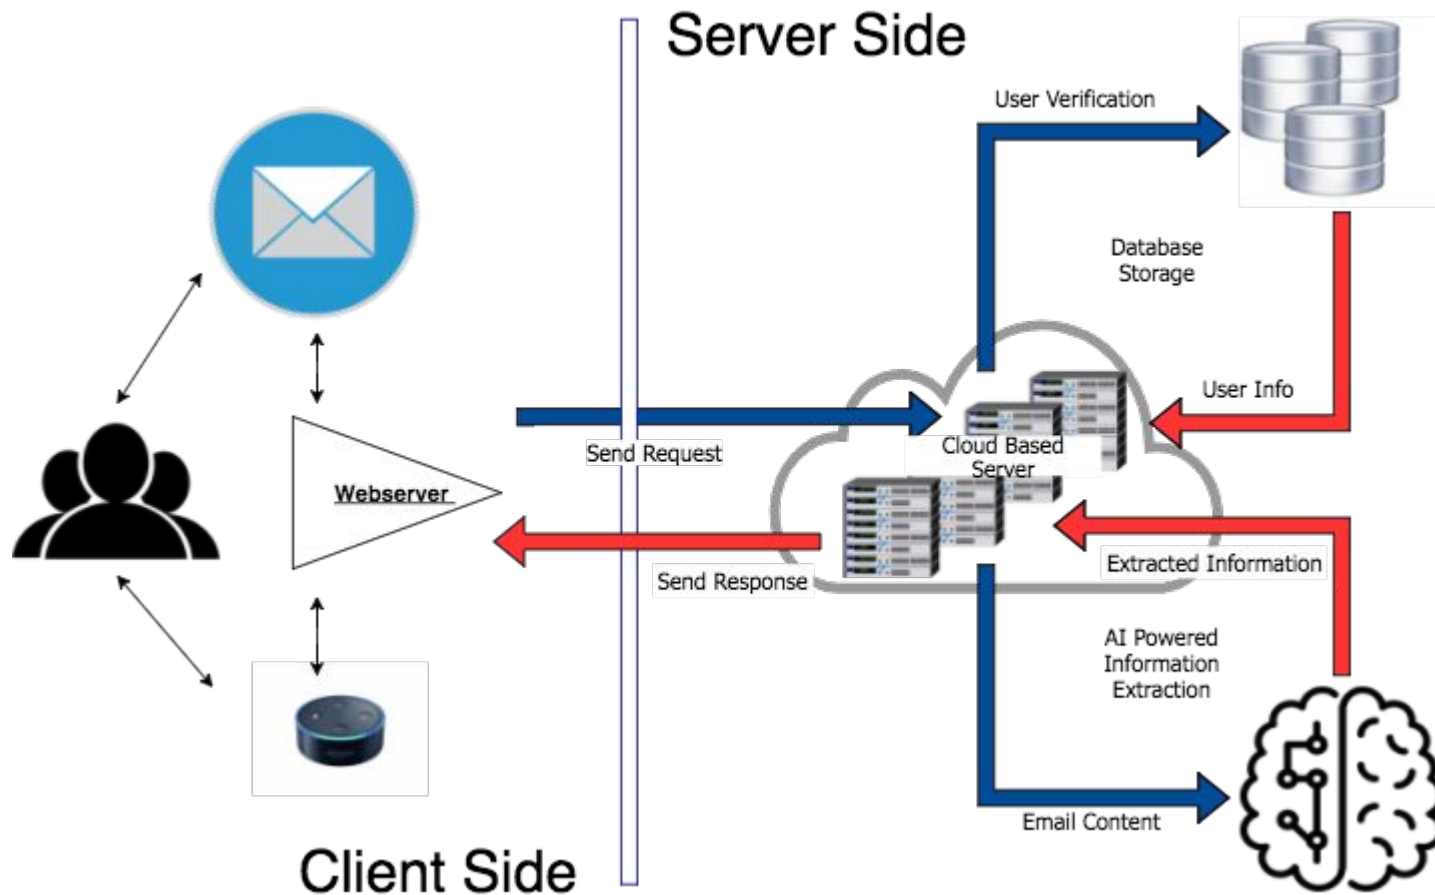 Server Side
User Verification
Database
Storage
User Info
Send Request
Cloud Based
Server
Webserver
Send Response
Extracted Information
AI Powered
Information
Extraction
Email Content
Client Side